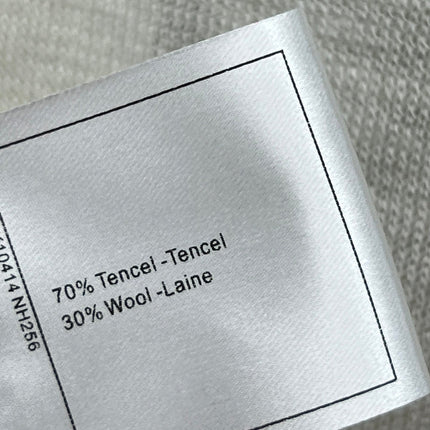 70% Tencel -Tencel
30% Wool -Laine
10414 NH256